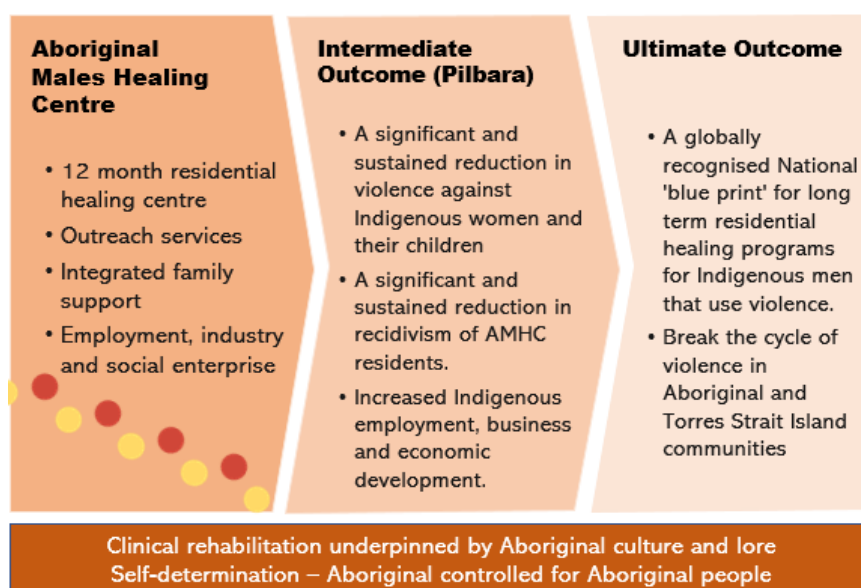 Aboriginal
Males Healing
Centre
• 12 month residential
healing centre
• Outreach services
• Integrated family
support
• Employment, industry
and social enterprise
Intermediate
Outcome (Pilbara)
• A significant and
sustained reduction in
violence against
Indigenous women and
their children
• A significant and
sustained reduction in
recidivism of AMHC
residents.
• Increased Indigenous
employment, business
and economic
development.
Ultimate Outcome
• A globally
recognised National
'blue print' for long
term residential
healing programs
for Indigenous men
that use violence.
• Break the cycle of
violence in
Aboriginal and
Torres Strait Island
communities
Clinical rehabilitation underpinned by Aboriginal culture and lore
Self-determination – Aboriginal controlled for Aboriginal people